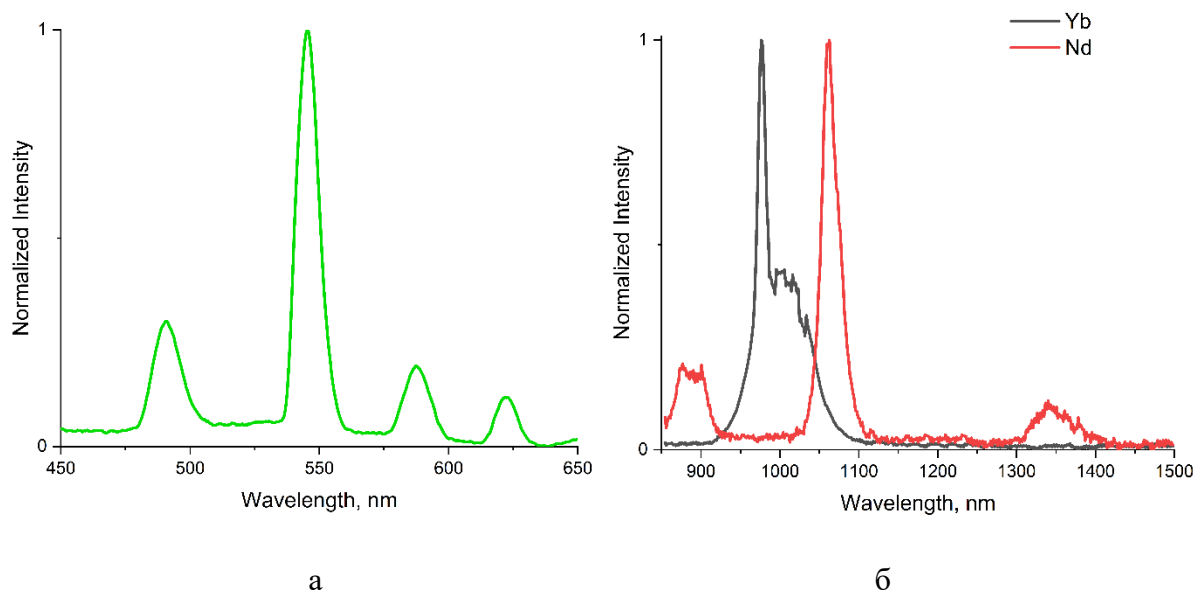 1
Normalized Intensity
0
450 500 550 600 650
Wavelength, nm
а
Yb
Nd
1
Normalized Intensity
0
900 1000 1100 1200 1300 1400 1500
Wavelength, nm
б